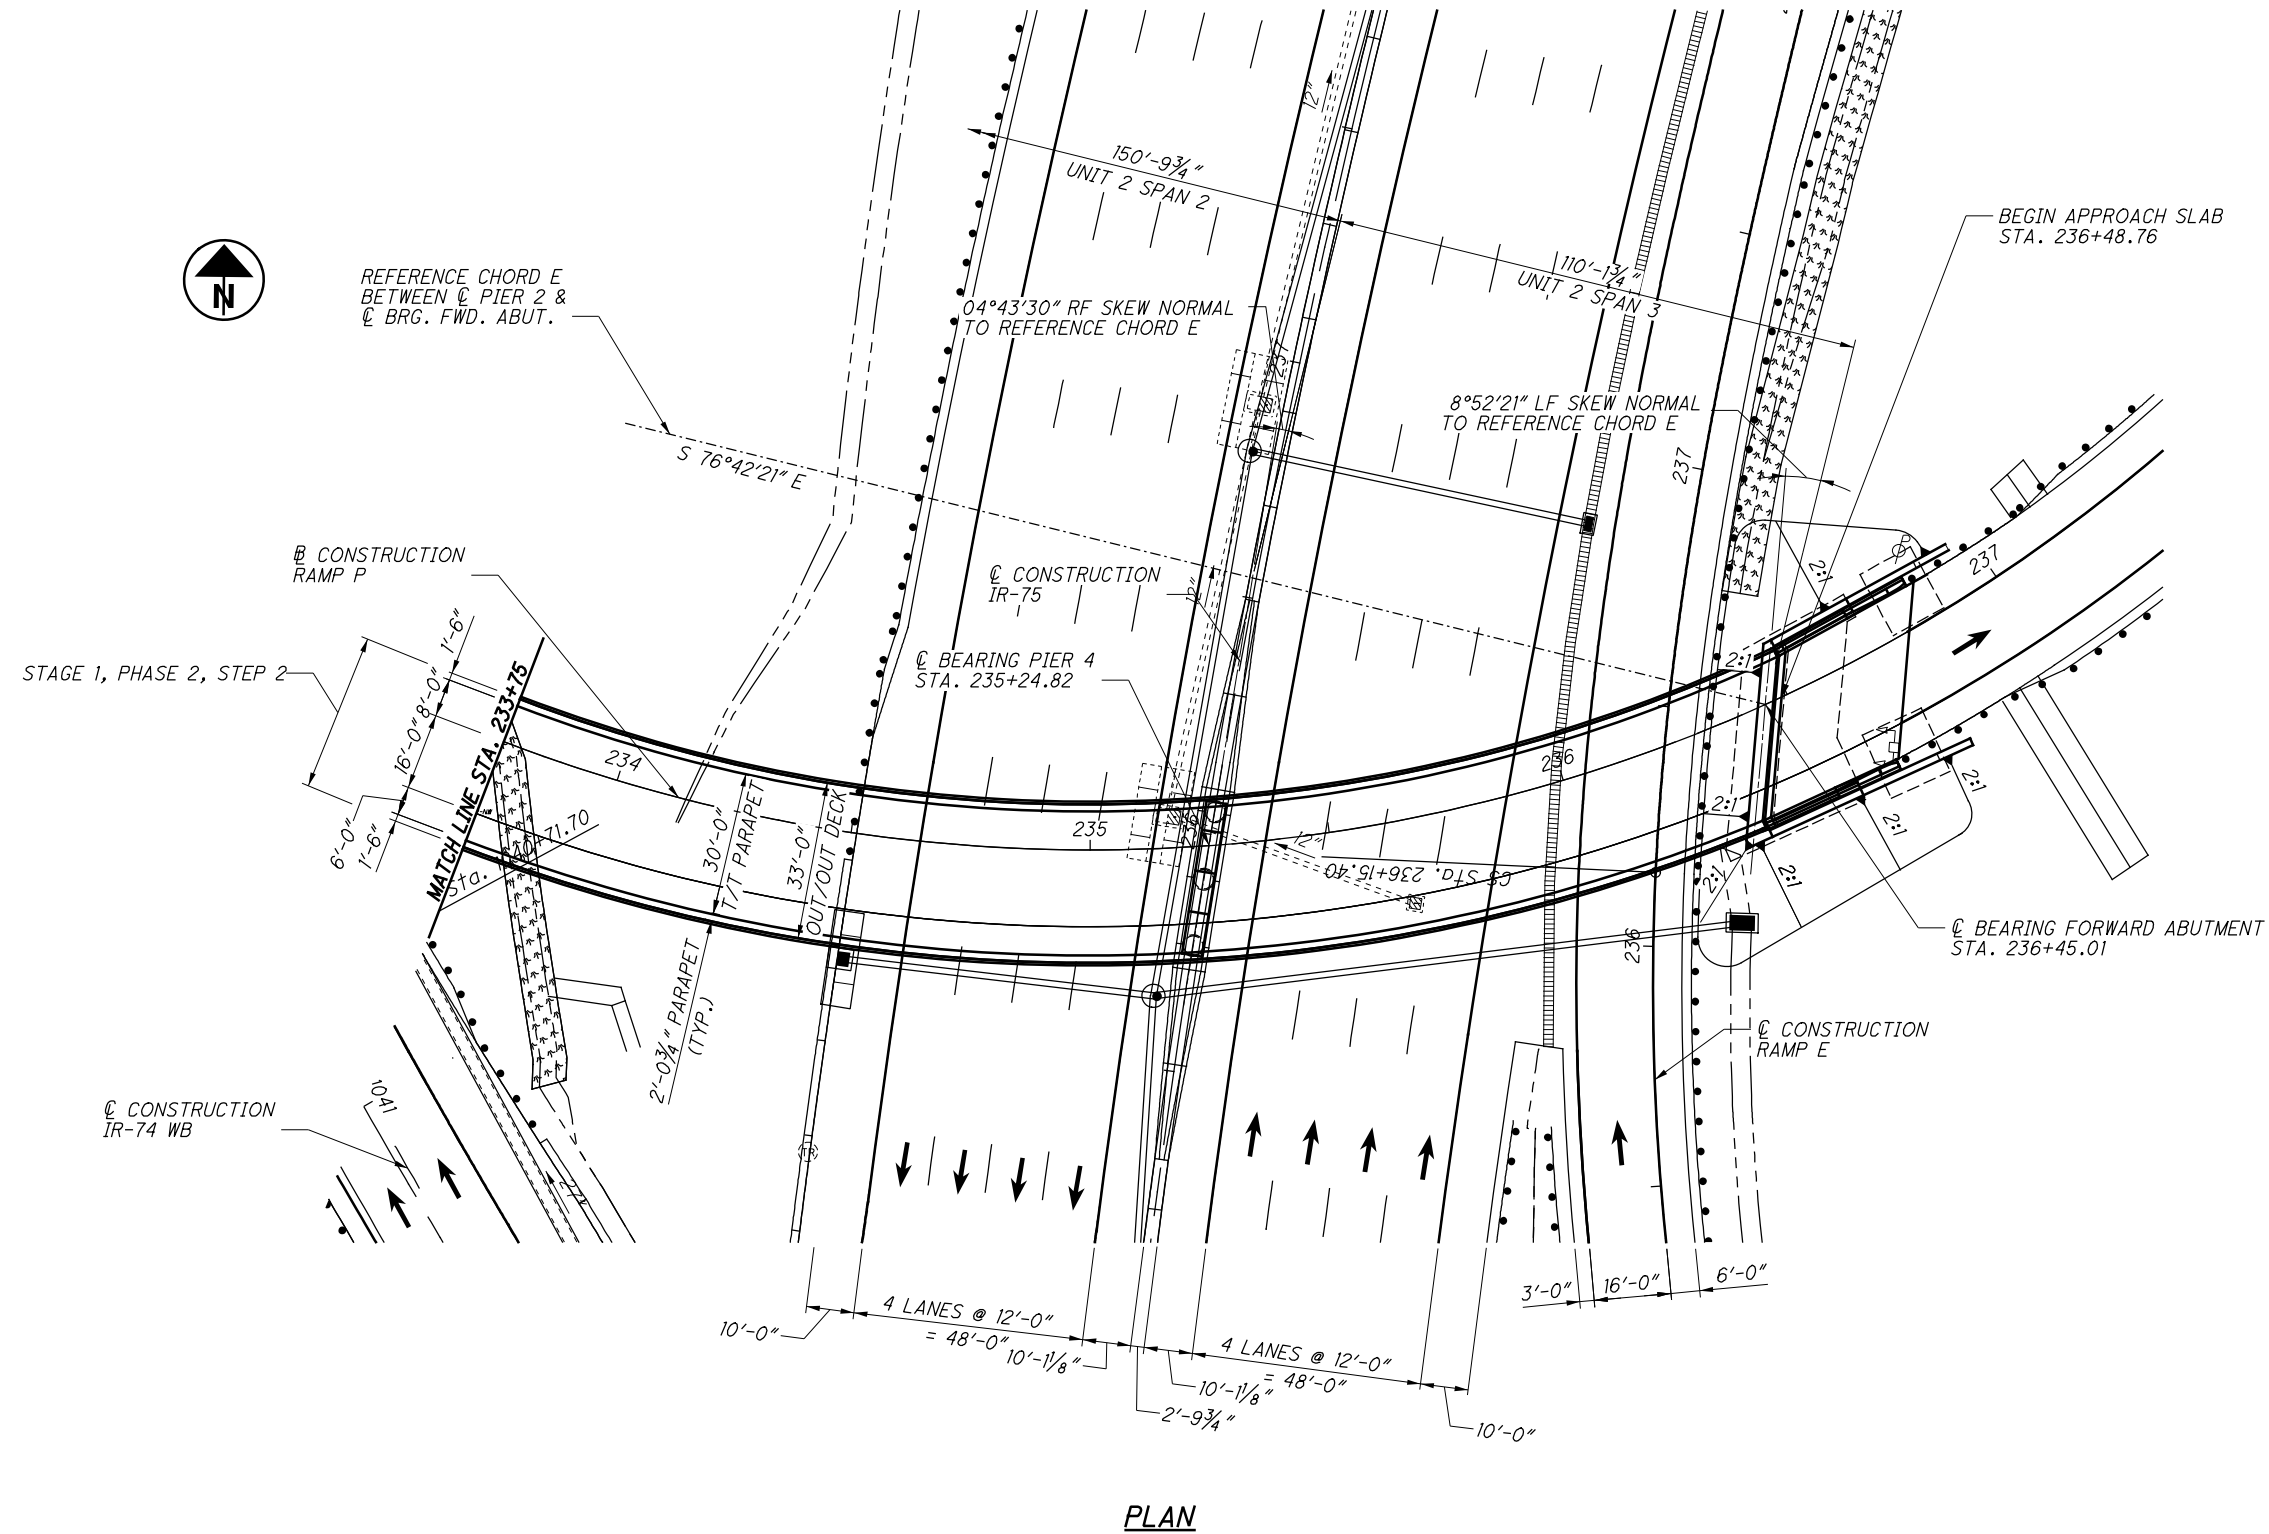 12"
150'-9¾"
UNIT 2 SPAN 2
BEGIN APPROACH SLAB
STA. 236+48.76
N
REFERENCE CHORD E
BETWEEN ℄ PIER 2 &
℄ BRG. FWD. ABUT.
110'-1¾"
UNIT 2 SPAN 3
04°43'30" RF SKEW NORMAL
TO REFERENCE CHORD E
237
8°52'21" LF SKEW NORMAL
TO REFERENCE CHORD E
S 76°42'21" E
237
℄ CONSTRUCTION
RAMP P
℄ CONSTRUCTION
IR-75
12"
2:1
237
1'-6"
8'-0"
16'-0"
6'-0"
1'-6"
STAGE 1, PHASE 2, STEP 2
MATCH LINE STA. 233+75
℄ BEARING PIER 4
STA. 235+24.82
2:1
234
236
235
236
12"
2:1
2:1
2:1
2:1
2:1
30'-0"
T/T PARAPET
33'-0"
OUT/OUT DECK
CS Sta. 236+15.40
℄ BEARING FORWARD ABUTMENT
STA. 236+45.01
236
2'-0¾" PARAPET
(TYP.)
℄ CONSTRUCTION
RAMP E
1041
℄ CONSTRUCTION
IR-74 WB
27"
3'-0"
16'-0"
6'-0"
10'-0"
4 LANES @ 12'-0"
= 48'-0"
10'-1⅛"
4 LANES @ 12'-0"
= 48'-0"
10'-1⅛"
2'-9¾"
10'-0"
PLAN